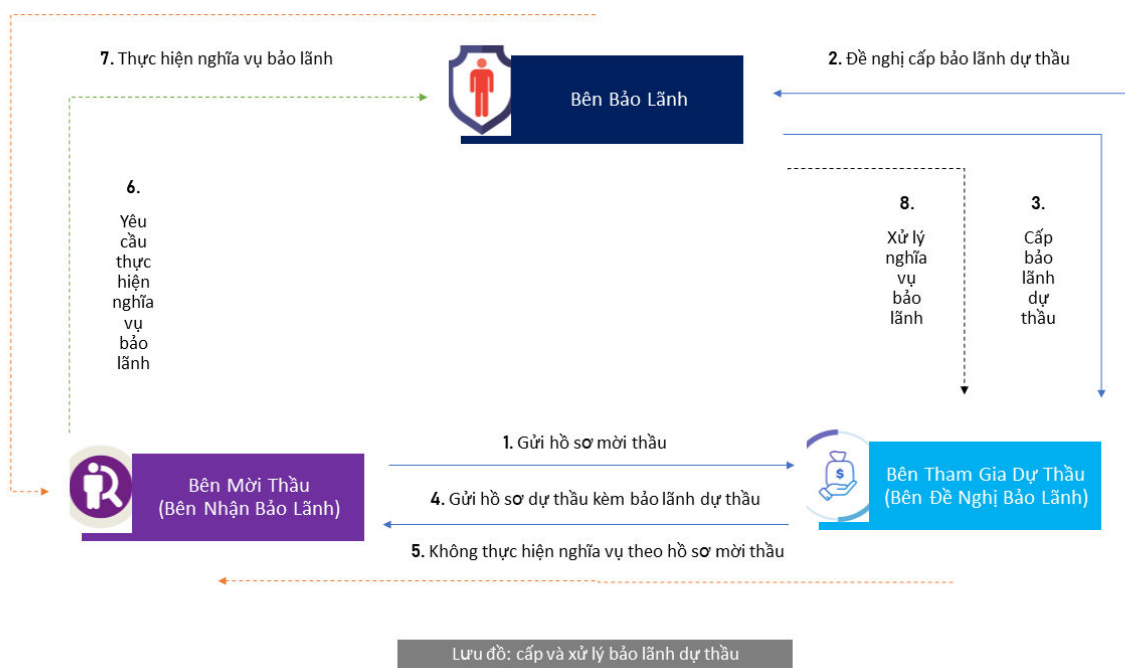 7. Thực hiện nghĩa vụ bảo lãnh
2. Đề nghị cấp bảo lãnh dự thầu
Bên Bảo Lãnh
6.
Yêu
cầu
thực
hiện
nghĩa
vụ
bảo
lãnh
8.
Xử lý
nghĩa
vụ
bảo
lãnh
3.
Cấp
bảo
lãnh
dự
thầu
1. Gửi hồ sơ mời thầu
Bên Mời Thầu
(Bên Nhận Bảo Lãnh)
4. Gửi hồ sơ dự thầu kèm bảo lãnh dự thầu
$
Bên Tham Gia Dự Thầu
(Bên Đề Nghị Bảo Lãnh)
5. Không thực hiện nghĩa vụ theo hồ sơ mời thầu
Lưu đồ: cấp và xử lý bảo lãnh dự thầu